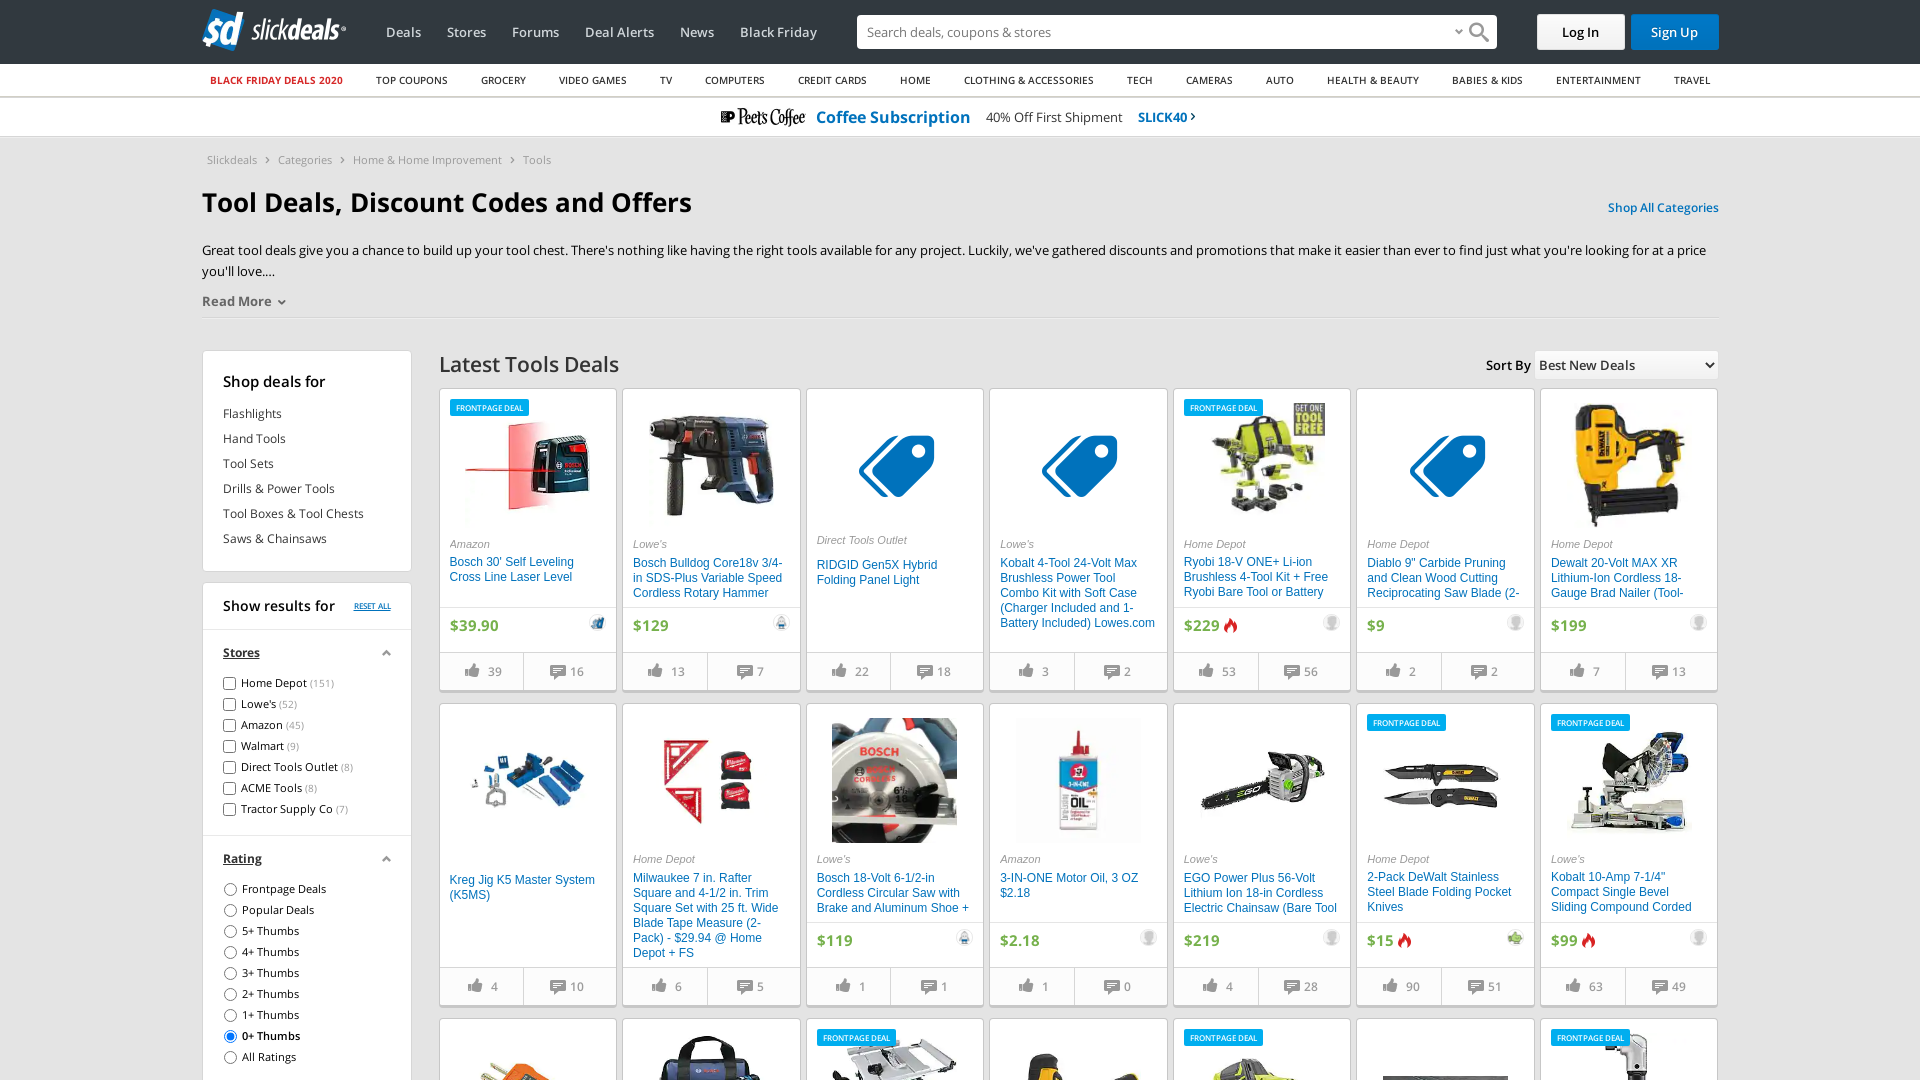 sd slickdeals
Deals
Stores
Forums
Deal Alerts
News
Black Friday
Search deals, coupons & stores
Log In
Sign Up
BLACK FRIDAY DEALS 2020
TOP COUPONS
GROCERY
VIDEO GAMES
TV
COMPUTERS
CREDIT CARDS
HOME
CLOTHING & ACCESSORIES
TECH
CAMERAS
AUTO
HEALTH & BEAUTY
BABIES & KIDS
ENTERTAINMENT
TRAVEL
Peet's Coffee Coffee Subscription 40% Off First Shipment SLICK40
Slickdeals > Categories > Home & Home Improvement > Tools
Tool Deals, Discount Codes and Offers
Shop All Categories
Great tool deals give you a chance to build up your tool chest. There's nothing like having the right tools available for any project. Luckily, we've gathered discounts and promotions that make it easier than ever to find just what you're looking for at a price
you'll love....
Read More
Shop deals for
Flashlights
Hand Tools
Tool Sets
Drills & Power Tools
Tool Boxes & Tool Chests
Saws & Chainsaws
Show results for RESET ALL
Stores
Home Depot (151)
Lowe's (52)
Amazon (45)
Walmart (9)
Direct Tools Outlet (8)
ACME Tools (8)
Tractor Supply Co (7)
Rating
Frontpage Deals
Popular Deals
5+ Thumbs
4+ Thumbs
3+ Thumbs
2+ Thumbs
1+ Thumbs
0+ Thumbs
All Ratings
Latest Tools Deals
Sort By Best New Deals
FRONTPAGE DEAL
BOSCH
Amazon
Bosch 30' Self Leveling
Cross Line Laser Level
$39.90
39 16
Lowe's
Bosch Bulldog Core18v 3/4-
in SDS-Plus Variable Speed
Cordless Rotary Hammer
$129
13 7
Direct Tools Outlet
RIDGID Gen5X Hybrid
Folding Panel Light
22 18
Lowe's
Kobalt 4-Tool 24-Volt Max
Brushless Power Tool
Combo Kit with Soft Case
(Charger Included and 1-
Battery Included) Lowes.com
3 2
FRONTPAGE DEAL
GET ONE
TOOL
FREE
Home Depot
Ryobi 18-V ONE+ Li-ion
Brushless 4-Tool Kit + Free
Ryobi Bare Tool or Battery
$229
53 56
Home Depot
Diablo 9" Carbide Pruning
and Clean Wood Cutting
Reciprocating Saw Blade (2-
$9
2 2
Home Depot
Dewalt 20-Volt MAX XR
Lithium-Ion Cordless 18-
Gauge Brad Nailer (Tool-
$199
7 13
Kreg Jig K5 Master System
(K5MS)
4 10
Home Depot
Milwaukee 7 in. Rafter
Square and 4-1/2 in. Trim
Square Set with 25 ft. Wide
Blade Tape Measure (2-
Pack) - $29.94 @ Home
Depot + FS
6 5
BOSCH
Lowe's
Bosch 18-Volt 6-1/2-in
Cordless Circular Saw with
Brake and Aluminum Shoe +
$119
1 1
3-IN-ONE
OIL
Amazon
3-IN-ONE Motor Oil, 3 OZ
$2.18
$2.18
1 0
EGO
Lowe's
EGO Power Plus 56-Volt
Lithium Ion 18-in Cordless
Electric Chainsaw (Bare Tool
$219
4 28
FRONTPAGE DEAL
Home Depot
2-Pack DeWalt Stainless
Steel Blade Folding Pocket
Knives
$15
90 51
FRONTPAGE DEAL
Lowe's
Kobalt 10-Amp 7-1/4"
Compact Single Bevel
Sliding Compound Corded
$99
63 49
FRONTPAGE DEAL
FRONTPAGE DEAL
FRONTPAGE DEAL